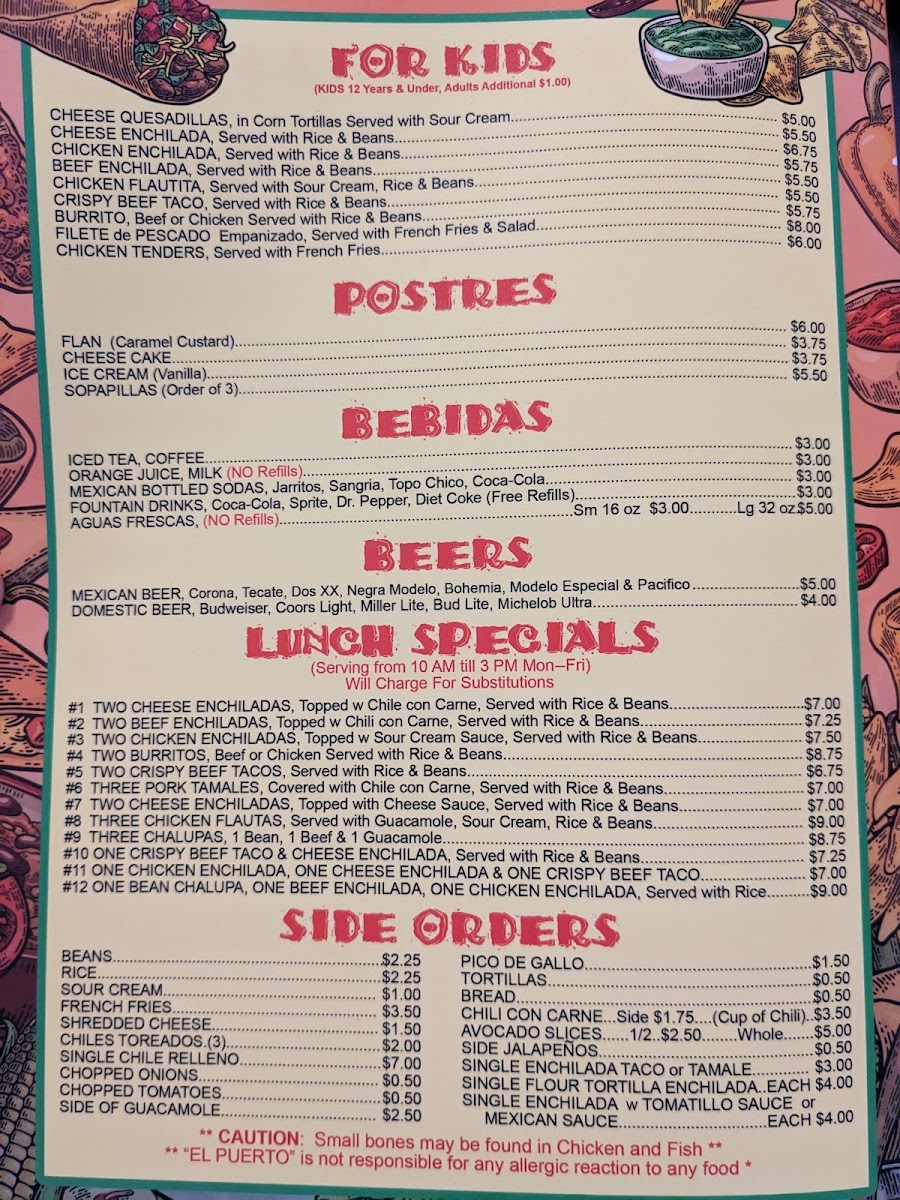 FOR KIDS
(KIDS 12 Years & Under, Adults Additional $1.00)
CHEESE QUESADILLAS, in Corn Tortillas Served with Sour Cream....$5.00
CHEESE ENCHILADA, Served with Rice & Beans....$5.50
CHICKEN ENCHILADA, Served with Rice & Beans....$6.75
BEEF ENCHILADA, Served with Rice & Beans....$5.75
CHICKEN FLAUTITA, Served with Sour Cream, Rice & Beans....$5.50
CRISPY BEEF TACO, Served with Rice & Beans....$5.50
BURRITO, Beef or Chicken Served with Rice & Beans....$5.75
FILETE de PESCADO Empanizado, Served with French Fries & Salad....$8.00
CHICKEN TENDERS, Served with French Fries....$6.00
POSTRES
FLAN (Caramel Custard)....$6.00
CHEESE CAKE....$3.75
ICE CREAM (Vanilla)....$3.75
SOPAPILLAS (Order of 3)....$5.50
BEBIDAS
ICED TEA, COFFEE....$3.00
ORANGE JUICE, MILK (NO Refills)....$3.00
MEXICAN BOTTLED SODAS, Jarritos, Sangria, Topo Chico, Coca-Cola....$3.00
FOUNTAIN DRINKS, Coca-Cola, Sprite, Dr. Pepper, Diet Coke (Free Refills)....$3.00
AGUAS FRESCAS, (NO Refills)....Sm 16 oz $3.00....Lg 32 oz.$5.00
BEERS
MEXICAN BEER, Corona, Tecate, Dos XX, Negra Modelo, Bohemia, Modelo Especial & Pacifico....$5.00
DOMESTIC BEER, Budweiser, Coors Light, Miller Lite, Bud Lite, Michelob Ultra....$4.00
LUNCH SPECIALS
(Serving from 10 AM till 3 PM Mon--Fri)
Will Charge For Substitutions
#1 TWO CHEESE ENCHILADAS, Topped w Chile con Carne, Served with Rice & Beans....$7.00
#2 TWO BEEF ENCHILADAS, Topped w Chili con Carne, Served with Rice & Beans....$7.25
#3 TWO CHICKEN ENCHILADAS, Topped w Sour Cream Sauce, Served with Rice & Beans....$7.50
#4 TWO BURRITOS, Beef or Chicken Served with Rice & Beans....$8.75
#5 TWO CRISPY BEEF TACOS, Served with Rice & Beans....$6.75
#6 THREE PORK TAMALES, Covered with Chile con Carne, Served with Rice & Beans....$7.00
#7 TWO CHEESE ENCHILADAS, Topped with Cheese Sauce, Served with Rice & Beans....$7.00
#8 THREE CHICKEN FLAUTAS, Served with Guacamole, Sour Cream, Rice & Beans....$9.00
#9 THREE CHALUPAS, 1 Bean, 1 Beef & 1 Guacamole....$8.75
#10 ONE CRISPY BEEF TACO & CHEESE ENCHILADA, Served with Rice & Beans....$7.25
#11 ONE CHICKEN ENCHILADA, ONE CHEESE ENCHILADA & ONE CRISPY BEEF TACO....$7.00
#12 ONE BEAN CHALUPA, ONE BEEF ENCHILADA, ONE CHICKEN ENCHILADA, Served with Rice....$9.00
SIDE ORDERS
BEANS....$2.25
RICE....$2.25
SOUR CREAM....$1.00
FRENCH FRIES....$3.50
SHREDDED CHEESE....$1.50
CHILES TOREADOS.(3)....$2.00
SINGLE CHILE RELLENO....$7.00
CHOPPED ONIONS....$0.50
CHOPPED TOMATOES....$0.50
SIDE OF GUACAMOLE....$2.50
PICO DE GALLO....$1.50
TORTILLAS....$0.50
BREAD....$0.50
CHILI CON CARNE...Side $1.75....(Cup of Chili)..$3.50
AVOCADO SLICES......1/2..$2.50........Whole......$5.00
SIDE JALAPEÑOS....$0.50
SINGLE ENCHILADA TACO or TAMALE....$3.00
SINGLE FLOUR TORTILLA ENCHILADA..EACH $4.00
SINGLE ENCHILADA w TOMATILLO SAUCE or
MEXICAN SAUCE....EACH $4.00
** CAUTION: Small bones may be found in Chicken and Fish **
** “EL PUERTO” is not responsible for any allergic reaction to any food *